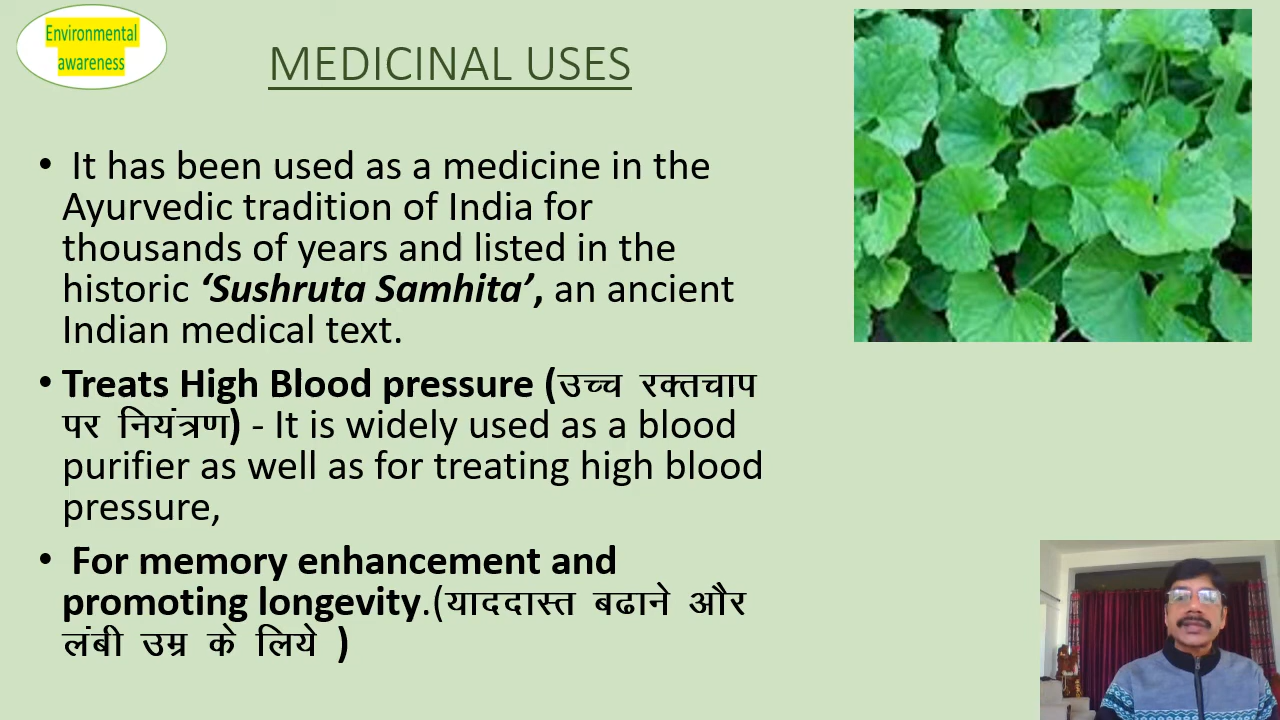 Environmental
awareness
MEDICINAL USES
• It has been used as a medicine in the
Ayurvedic tradition of India for
thousands of years and listed in the
historic ‘Sushruta Samhita’, an ancient
Indian medical text.
• Treats High Blood pressure (उच्च रक्तचाप
पर नियंत्रण) - It is widely used as a blood
purifier as well as for treating high blood
pressure,
• For memory enhancement and
promoting longevity.(याददास्त बढाने और
लंबी उम्र के लिये )